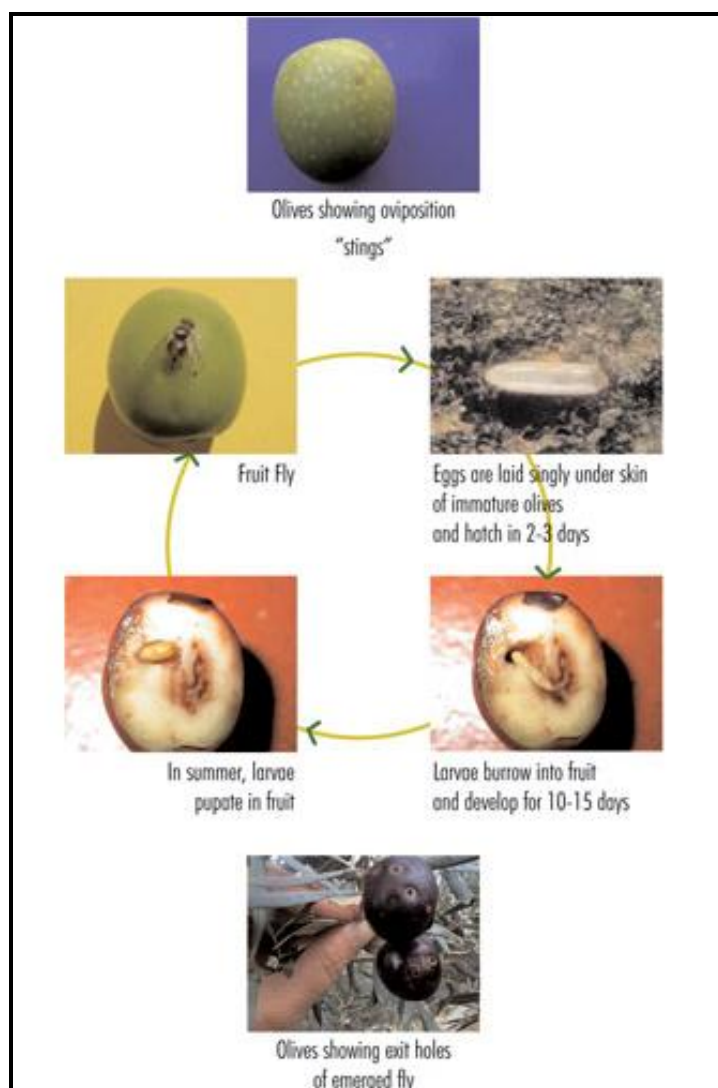 Olives showing oviposition
"stings"
Fruit Fly
Eggs are laid singly under skin
of immature olives
and hatch in 2-3 days
In summer, larvae
pupate in fruit
Larvae burrow into fruit
and develop for 10-15 days
Olives showing exit holes
of emerged fly